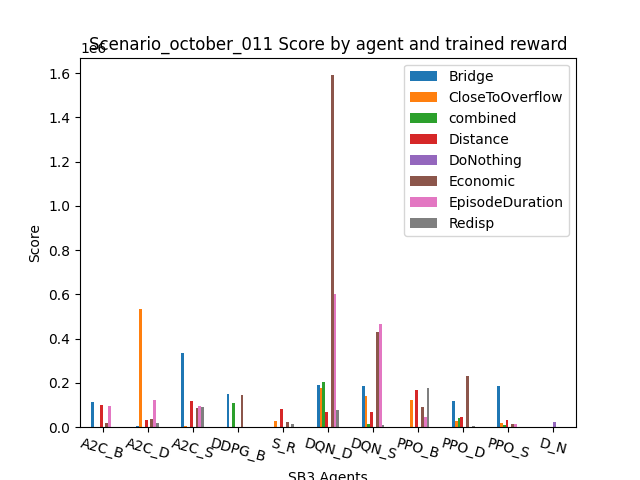 Scenario_october_011 Score by agent and trained reward
1e6
1.6
1.4
1.2
1.0
0.8
0.6
0.4
0.2
0.0
Score
Bridge
CloseToOverflow
combined
Distance
DoNothing
Economic
EpisodeDuration
Redisp
A2C_B
A2C_D
A2C_S
DDPG_B
S_R
DQN_D
DQN_S
PPO_B
PPO_D
PPO_S
D_N
SB3 Agents